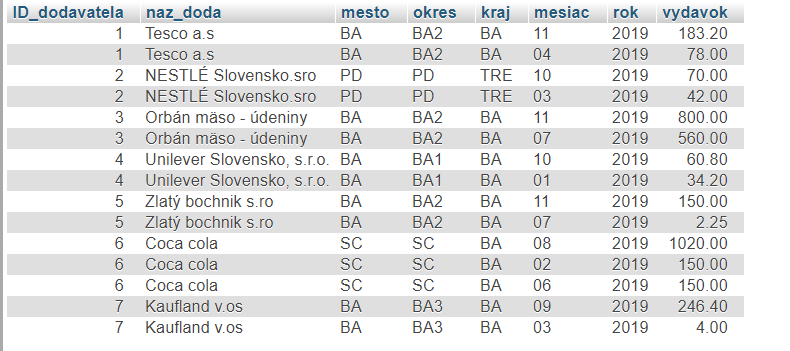 ID_dodavatela naz_doda mesto okres kraj mesiac rok vydavok
1 Tesco a.s BA BA2 BA 11 2019 183.20
1 Tesco a.s BA BA2 BA 04 2019 78.00
2 NESTLÉ Slovensko.sro PD PD TRE 10 2019 70.00
2 NESTLÉ Slovensko.sro PD PD TRE 03 2019 42.00
3 Orbán mäso - údeniny BA BA2 BA 11 2019 800.00
3 Orbán mäso - údeniny BA BA2 BA 07 2019 560.00
4 Unilever Slovensko, s.r.o. BA BA1 BA 10 2019 60.80
4 Unilever Slovensko, s.r.o. BA BA1 BA 01 2019 34.20
5 Zlatý bochnik s.ro BA BA2 BA 11 2019 150.00
5 Zlatý bochnik s.ro BA BA2 BA 07 2019 2.25
6 Coca cola SC SC BA 08 2019 1020.00
6 Coca cola SC SC BA 02 2019 150.00
6 Coca cola SC SC BA 06 2019 150.00
7 Kaufland v.os BA BA3 BA 09 2019 246.40
7 Kaufland v.os BA BA3 BA 03 2019 4.00